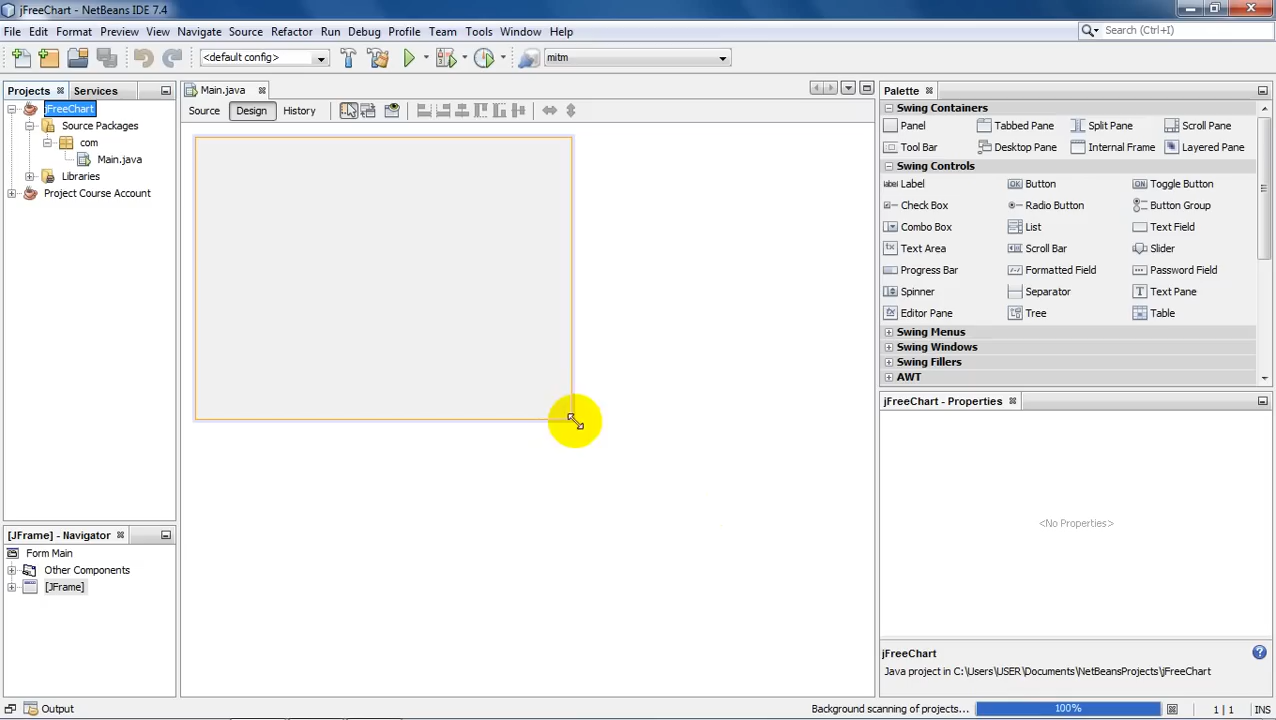 jFreeChart - NetBeans IDE 7.4
File Edit Format Preview View Navigate Source Refactor Run Debug Profile Team Tools Window Help
Search (Ctrl+I)
<default config>
mitm
Projects Services
Main.java
Palette
jFreeChart
Source Packages
com
Main.java
Libraries
Project Course Account
Source Design History
Swing Containers
Panel Tabbed Pane Split Pane Scroll Pane
Tool Bar Desktop Pane Internal Frame Layered Pane
Swing Controls
label Label OK Button ON Toggle Button
Check Box Radio Button Button Group
Combo Box List Text Field
Text Area Scroll Bar Slider
Progress Bar Formatted Field Password Field
Spinner Separator Text Pane
Editor Pane Tree Table
Swing Menus
Swing Windows
Swing Fillers
AWT
jFreeChart - Properties
<No Properties>
[JFrame] - Navigator
Form Main
Other Components
[JFrame]
jFreeChart
Java project in C:\Users\USER\Documents\NetBeansProjects\jFreeChart
Output
Background scanning of projects... 100% 1 | 1 INS